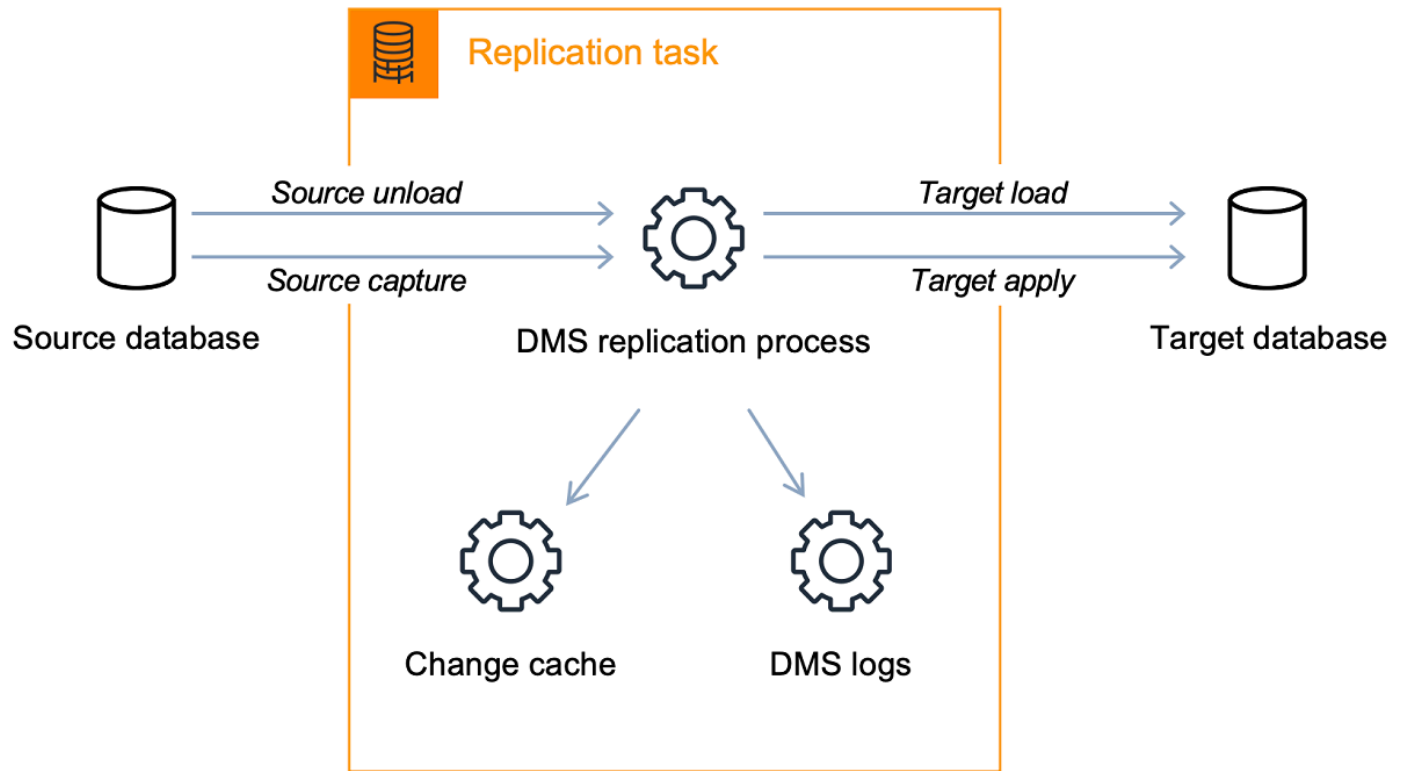 Replication task
Source unload
Target load
Source capture
Target apply
Source database
DMS replication process
Target database
Change cache
DMS logs